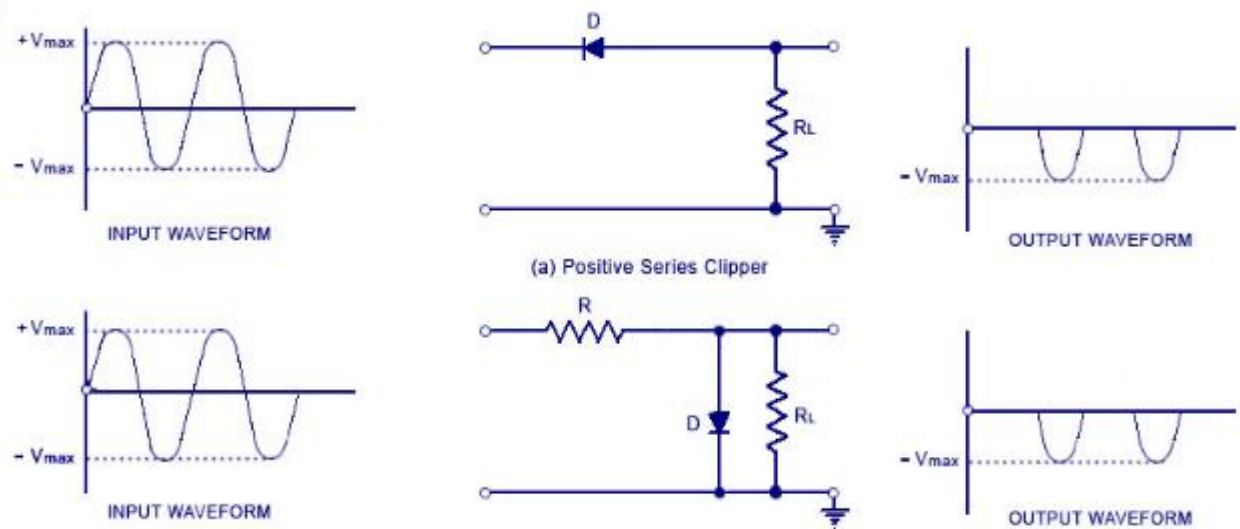 + Vmax
- Vmax
INPUT WAVEFORM
D
RL
(a) Positive Series Clipper
- Vmax
OUTPUT WAVEFORM
+ Vmax
- Vmax
INPUT WAVEFORM
R
D
RL
- Vmax
OUTPUT WAVEFORM